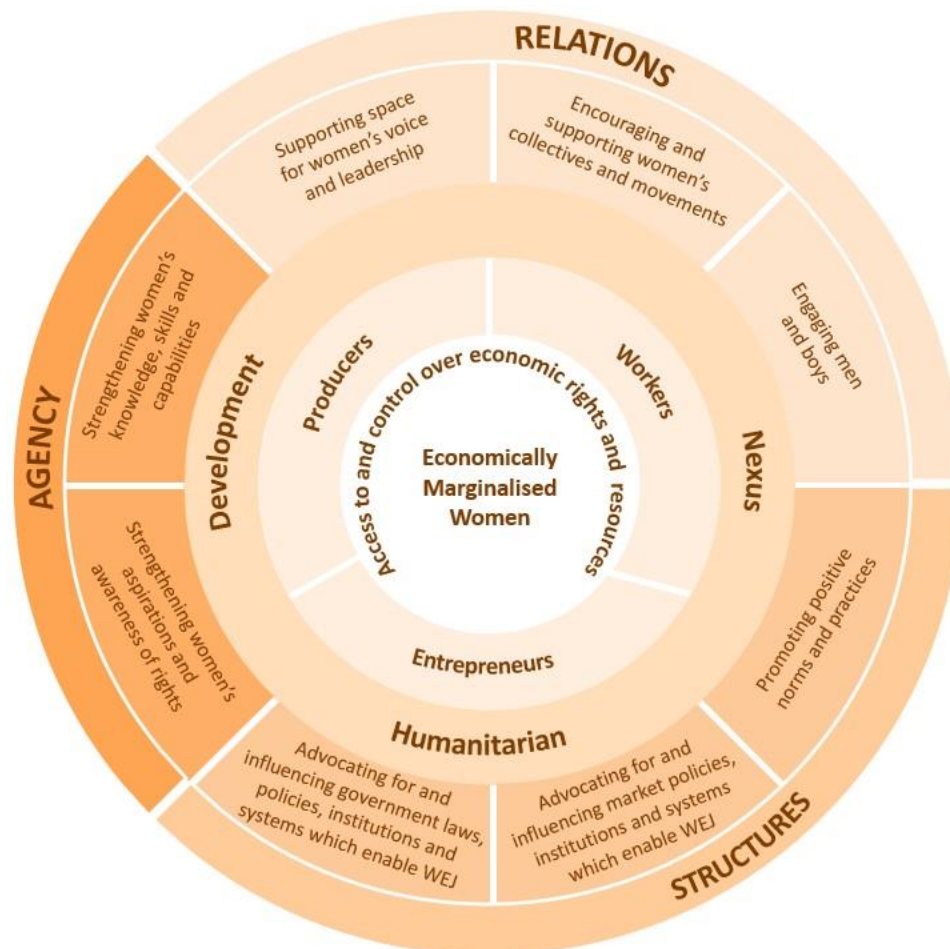 RELATIONS
Supporting space
for women's voice
and leadership
Encouraging and
supporting women's
collectives and movements
Engaging men
and boys
AGENCY
Strengthening women's
knowledge, skills and
capabilities
Strengthening women's
aspirations and
awareness of rights
STRUCTURES
Promoting positive
norms and practices
Advocating for and
influencing market policies,
institutions and systems
which enable WEJ
Advocating for and
influencing government laws,
policies, institutions and
systems which enable WEJ
Development
Nexus
Humanitarian
Producers
Workers
Entrepreneurs
Access to and control over economic rights and resources
Economically
Marginalised
Women